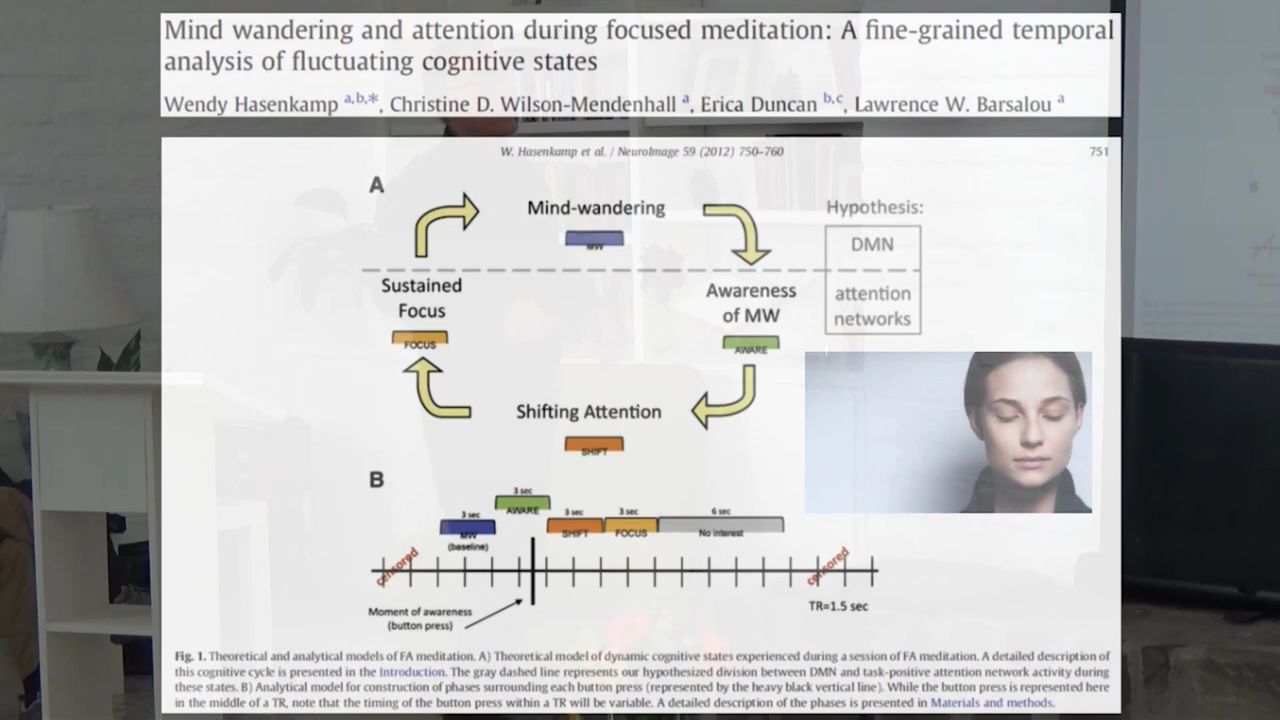 Mind wandering and attention during focused meditation: A fine-grained temporal
analysis of fluctuating cognitive states
Wendy Hasenkamp a,b,*, Christine D. Wilson-Mendenhall a, Erica Duncan b,c, Lawrence W. Barsalou a
W. Hasenkamp et al. / NeuroImage 59 (2012) 750–760
751
A
Mind-wandering
MW
Hypothesis:
DMN
attention
networks
Sustained
Focus
FOCUS
Awareness
of MW
AWARE
Shifting Attention
SHIFT
B
3 sec
AWARE
3 sec
MW
(baseline)
3 sec
SHIFT
3 sec
FOCUS
6 sec
No interest
censored
censored
Moment of awareness
(button press)
TR=1.5 sec
Fig. 1. Theoretical and analytical models of FA meditation. A) Theoretical model of dynamic cognitive states experienced during a session of FA meditation. A detailed description of
this cognitive cycle is presented in the Introduction. The gray dashed line represents our hypothesized division between DMN and task-positive attention network activity during
these states. B) Analytical model for construction of phases surrounding each button press (represented by the heavy black vertical line). While the button press is represented here
in the middle of a TR, note that the timing of the button press within a TR will be variable. A detailed description of the phases is presented in Materials and methods.